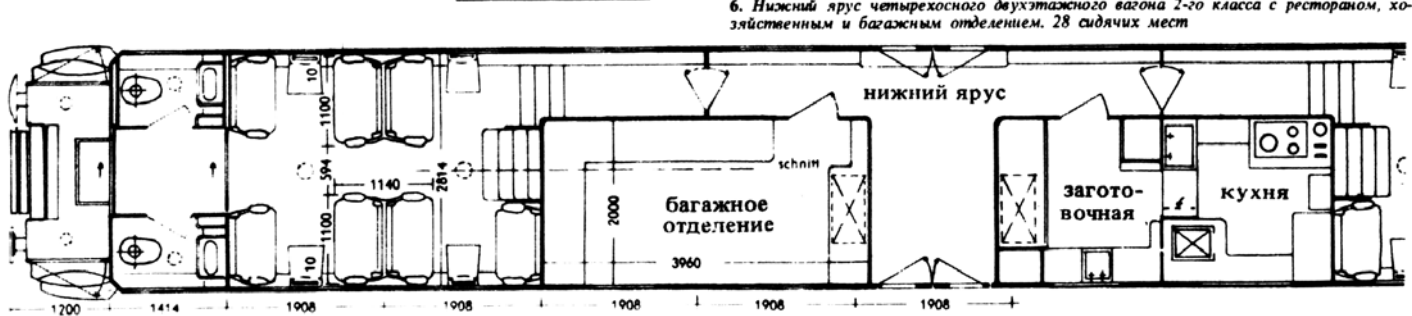 6. Нижний ярус четырехосного двухэтажного вагона 2-го класса с рестораном, хо-
зяйственным и багажным отделением. 28 сидячих мест
нижний ярус
10
1100
594
1140
2814
1100
10
2000
schnitt
багажное
отделение
3960
загото-
вочная
кухня
1200 1414 1908 1908 1908 1908 1908